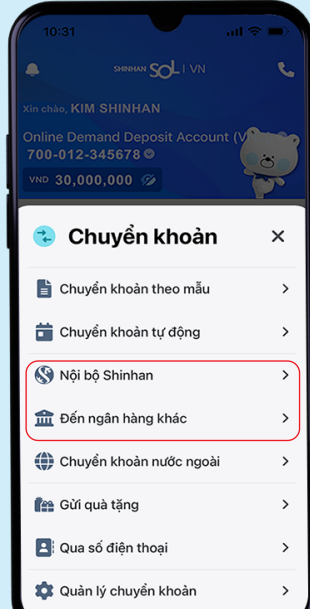 10:31
SHINHAN SOL | VN
Xin chào, KIM SHINHAN
Online Demand Deposit Account (V
700-012-345678
VND 30,000,000
Chuyển khoản
Chuyển khoản theo mẫu
Chuyển khoản tự động
Nội bộ Shinhan
Đến ngân hàng khác
Chuyển khoản nước ngoài
Gửi quà tặng
Qua số điện thoại
Quản lý chuyển khoản